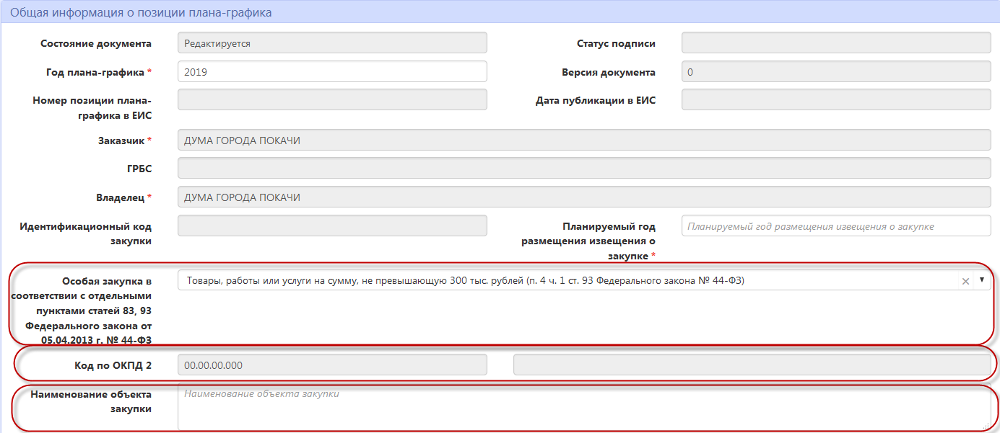 Общая информация о позиции плана-графика
Состояние документа Редактируется Статус подписи
Год плана-графика * 2019 Версия документа 0
Номер позиции плана-
графика в ЕИС
Дата публикации в ЕИС
Заказчик * ДУМА ГОРОДА ПОКАЧИ
ГРБС
Владелец * ДУМА ГОРОДА ПОКАЧИ
Идентификационный код
закупки
Планируемый год
размещения извещения о
закупке *
Планируемый год размещения извещения о закупке
Особая закупка в
соответствии с отдельными
пунктами статей 83, 93
Федерального закона от
05.04.2013 г. № 44-ФЗ
Товары, работы или услуги на сумму, не превышающую 300 тыс. рублей (п. 4 ч. 1 ст. 93 Федерального закона № 44-ФЗ)
Код по ОКПД 2 00.00.00.000
Наименование объекта
закупки
Наименование объекта закупки